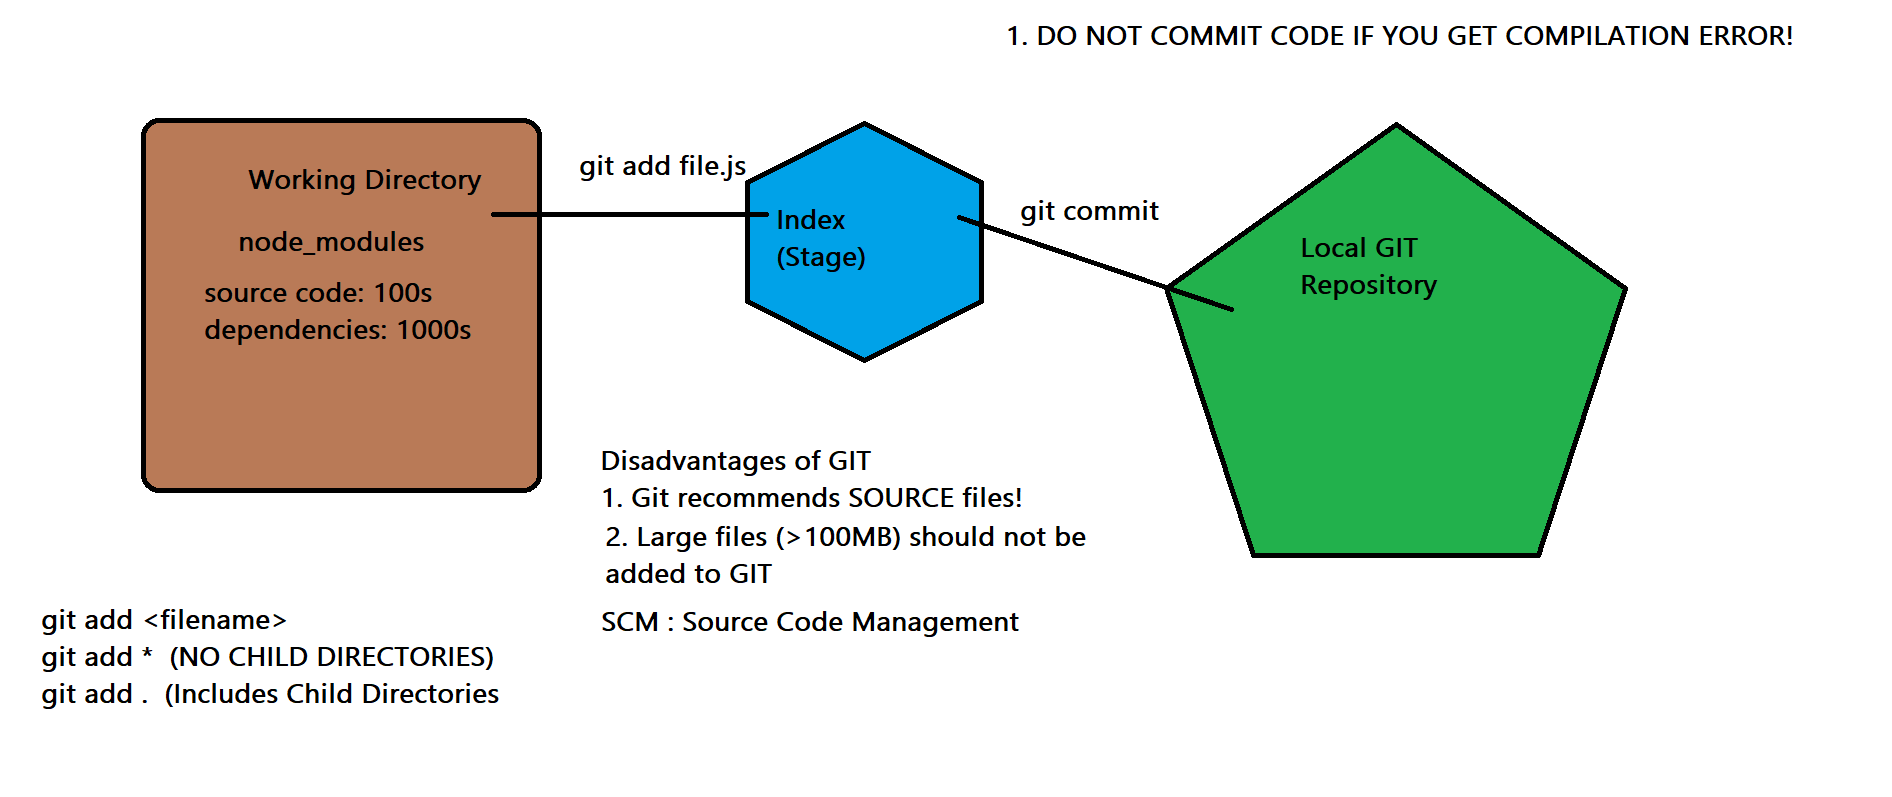 1. DO NOT COMMIT CODE IF YOU GET COMPILATION ERROR!
Working Directory
node_modules
source code: 100s
dependencies: 1000s
git add file.js
Index
(Stage)
git commit
Local GIT
Repository
Disadvantages of GIT
1. Git recommends SOURCE files!
2. Large files (>100MB) should not be
added to GIT
SCM : Source Code Management
git add <filename>
git add *  (NO CHILD DIRECTORIES)
git add .  (Includes Child Directories